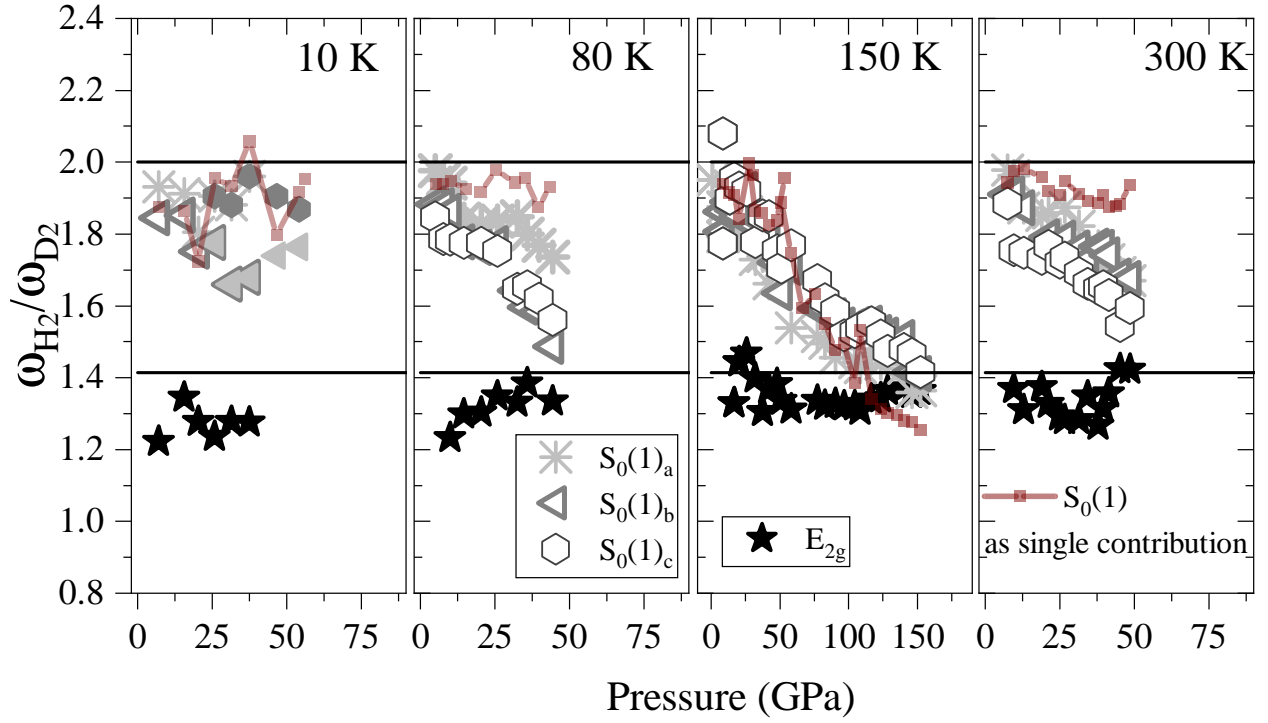 10 K
80 K
150 K
300 K
2.4
2.2
2.0
1.8
1.6
1.4
1.2
1.0
0.8
ωH2/ωD2
S0(1)a
S0(1)b
S0(1)c
E2g
S0(1)
as single contribution
0 25 50 75
0 25 50 75
0 50 100 150
0 25 50 75
Pressure (GPa)